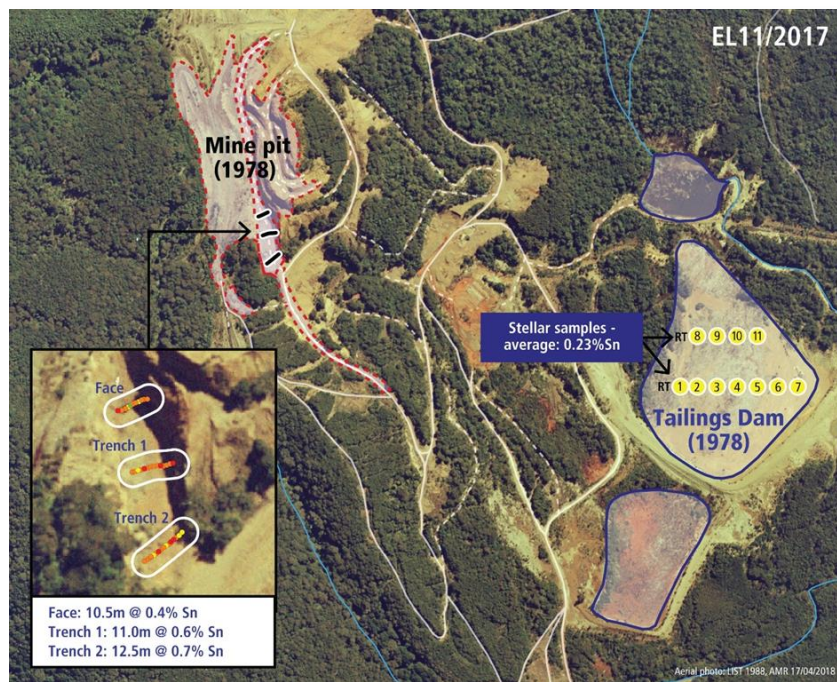 EL11/2017
Mine pit
(1978)
Stellar samples -
average: 0.23%Sn
RT 8 9 10 11
RT 1 2 3 4 5 6 7
Tailings Dam
(1978)
Face
Trench 1
Trench 2
Face: 10.5m @ 0.4% Sn
Trench 1: 11.0m @ 0.6% Sn
Trench 2: 12.5m @ 0.7% Sn
Aerial photo: LIST 1988, AMR 17/04/2018